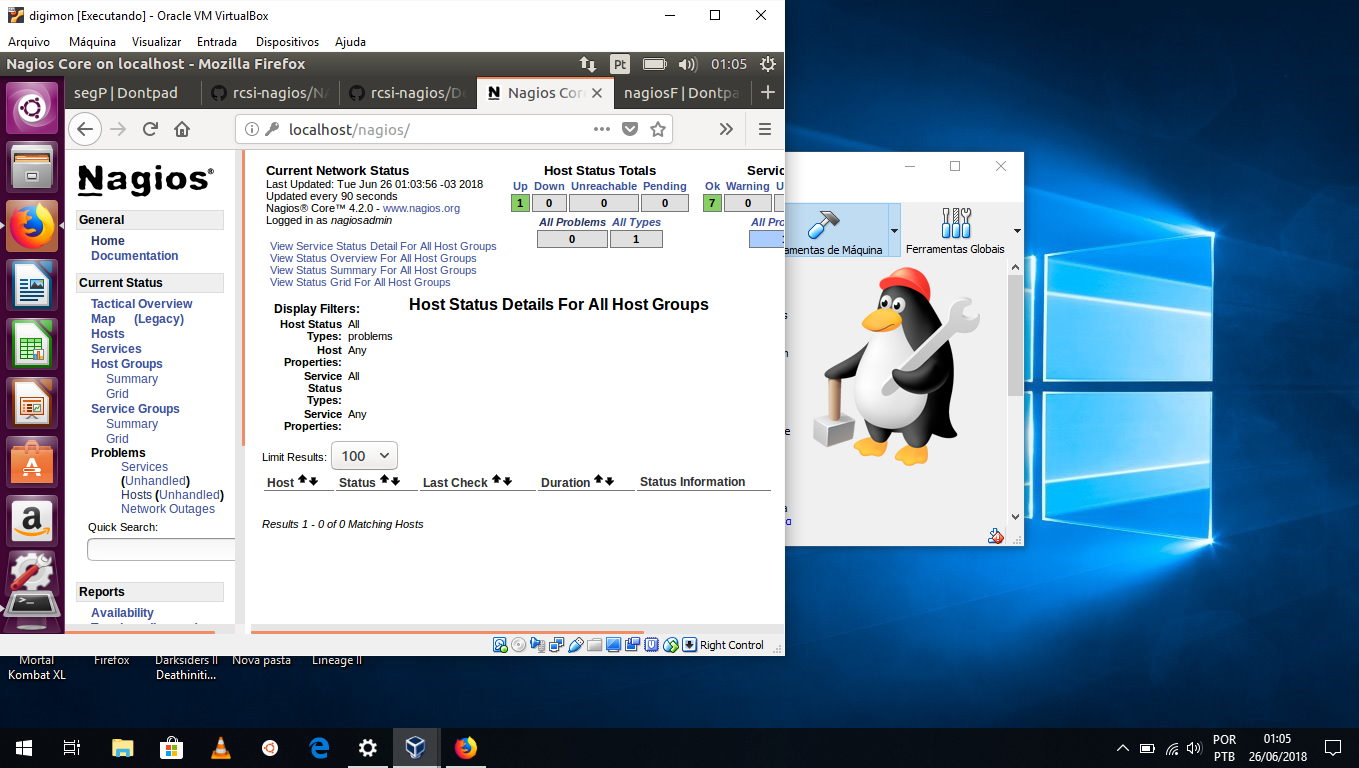 digimon [Executando] - Oracle VM VirtualBox
Arquivo Máquina Visualizar Entrada Dispositivos Ajuda
Nagios Core on localhost - Mozilla Firefox
Pt
01:05
segP | Dontpad
rcsi-nagios/NA
rcsi-nagios/De
Nagios Core
nagiosF | Dontpa
localhost/nagios/
Nagios®
General
Home
Documentation
Current Status
Tactical Overview
Map (Legacy)
Hosts
Services
Host Groups
Summary
Grid
Service Groups
Summary
Grid
Problems
Services
(Unhandled)
Hosts (Unhandled)
Network Outages
Quick Search:
Reports
Availability
Current Network Status
Last Updated: Tue Jun 26 01:03:56 -03 2018
Updated every 90 seconds
Nagios® Core™ 4.2.0 - www.nagios.org
Logged in as nagiosadmin
View Service Status Detail For All Host Groups
View Status Overview For All Host Groups
View Status Summary For All Host Groups
View Status Grid For All Host Groups
Host Status Totals
Up Down Unreachable Pending
1 0 0 0
All Problems All Types
0 1
Servic
Ok Warning U
7 0
All Pro
Display Filters:
Host Status Types: All problems
Host Properties: Any
Service Status Types: All
Service Properties: Any
Host Status Details For All Host Groups
Limit Results: 100
Host Status Last Check Duration Status Information
Results 1 - 0 of 0 Matching Hosts
Right Control
amentas de Máquina
Ferramentas Globais
Mortal Kombat XL
Firefox
Darksiders II Deathiniti...
Nova pasta
Lineage II
POR
PTB
01:05
26/06/2018